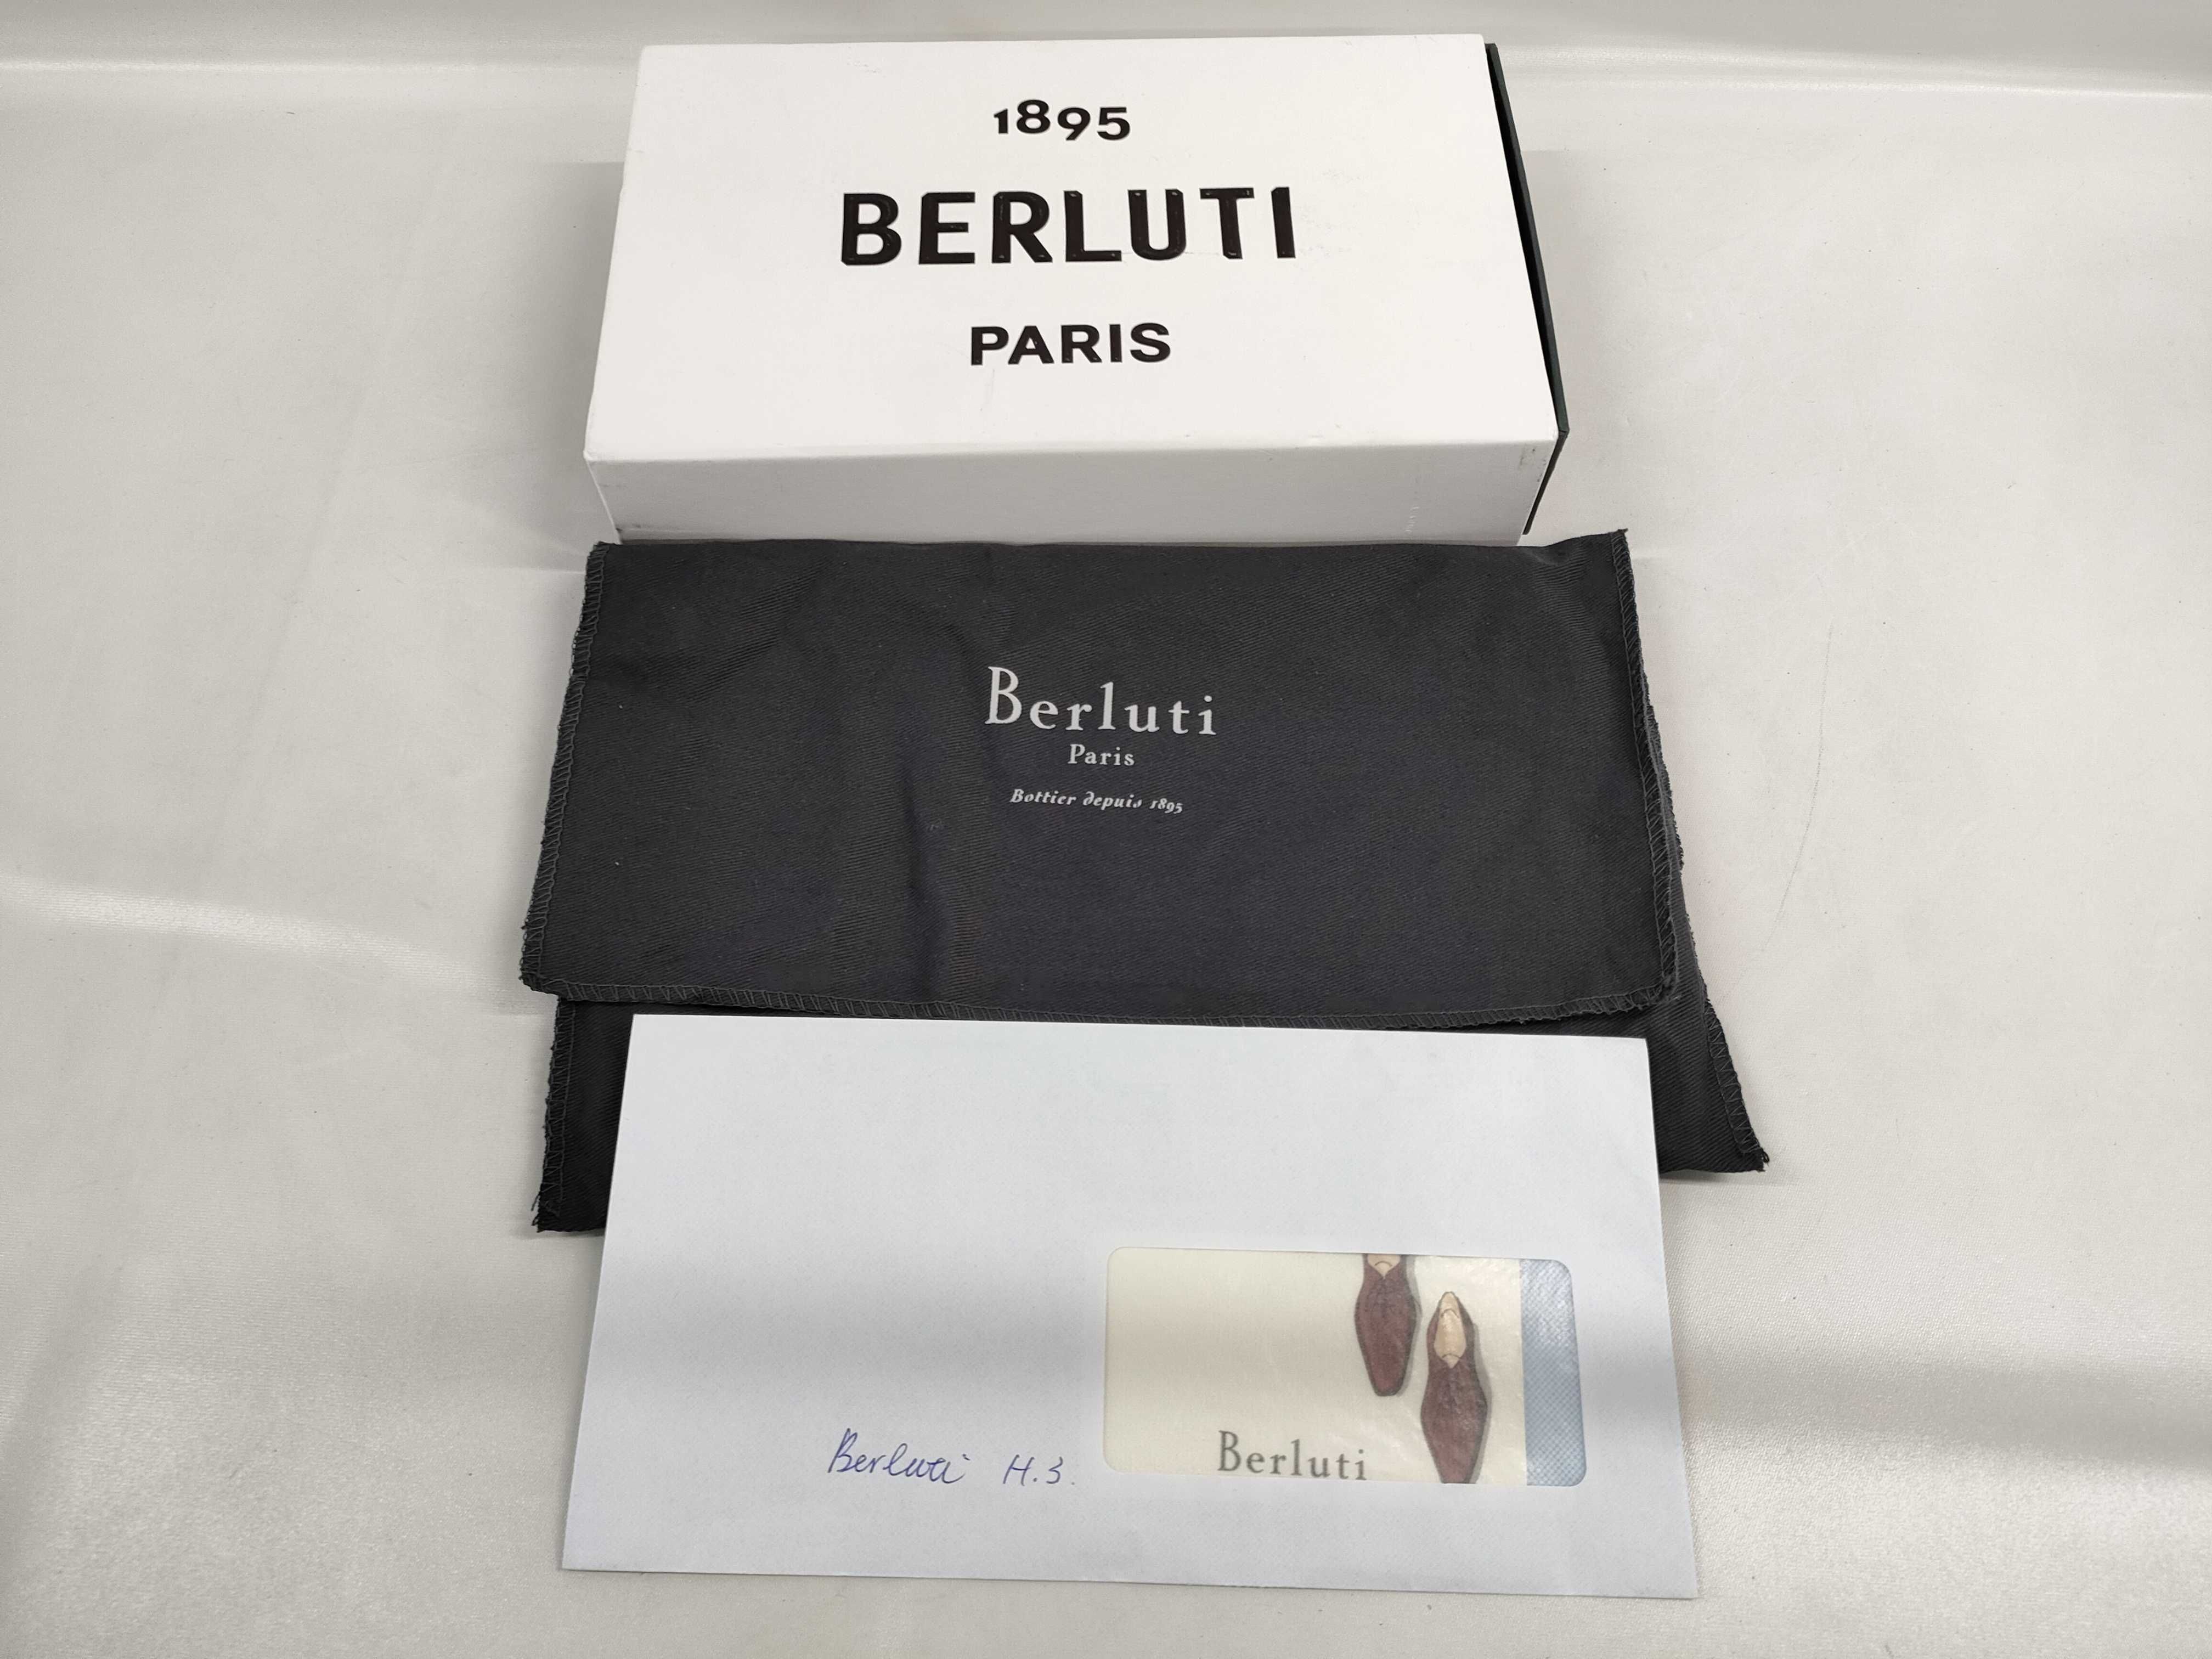 1895
BERLUTI
PARIS
Berluti
Paris
Bottier depuis 1895
Berluti H.3.
Berluti